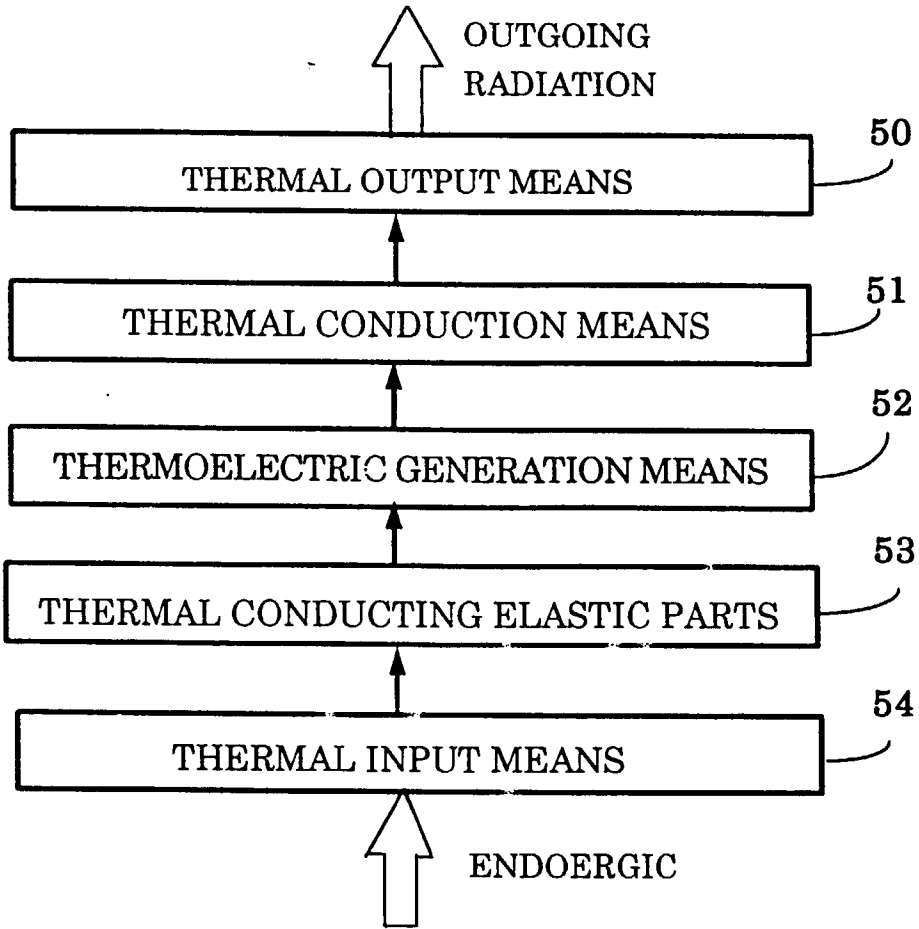 OUTGOING
RADIATION
50
THERMAL OUTPUT MEANS
51
THERMAL CONDUCTION MEANS
52
THERMOELECTRIC GENERATION MEANS
53
THERMAL CONDUCTING ELASTIC PARTS
54
THERMAL INPUT MEANS
ENDOERGIC